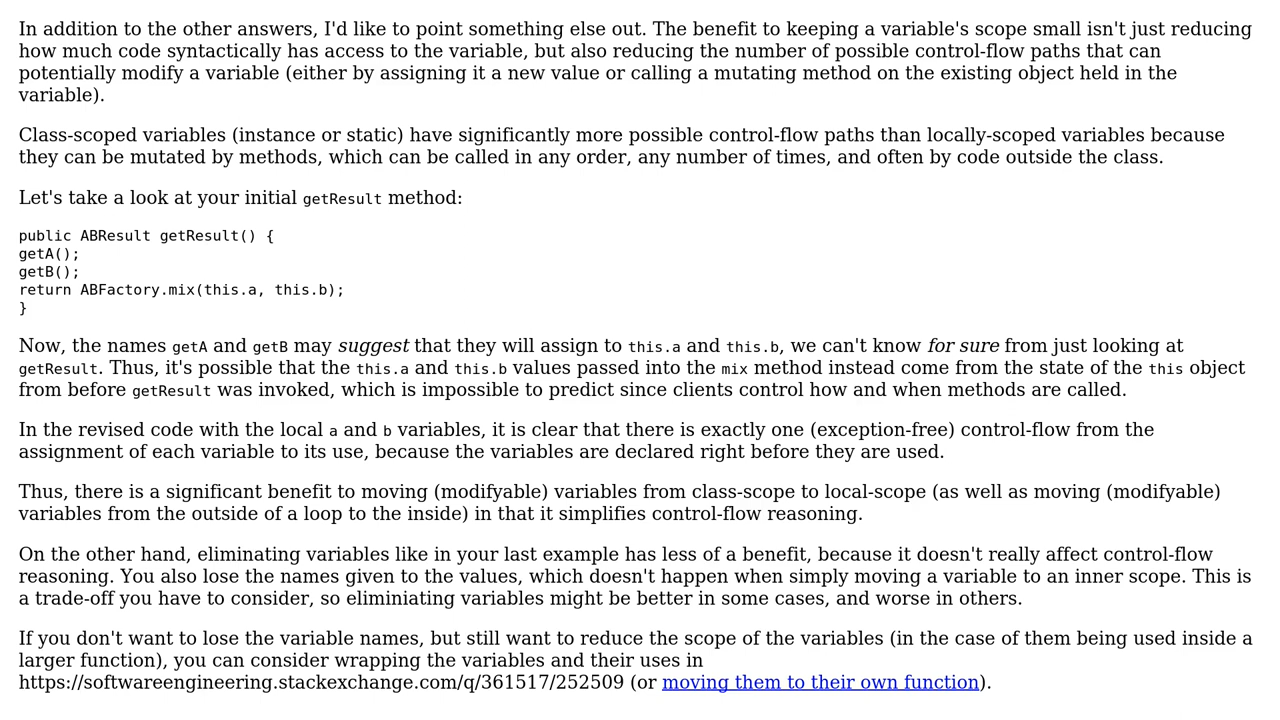 In addition to the other answers, I'd like to point something else out. The benefit to keeping a variable's scope small isn't just reducing
how much code syntactically has access to the variable, but also reducing the number of possible control-flow paths that can
potentially modify a variable (either by assigning it a new value or calling a mutating method on the existing object held in the
variable).
Class-scoped variables (instance or static) have significantly more possible control-flow paths than locally-scoped variables because
they can be mutated by methods, which can be called in any order, any number of times, and often by code outside the class.
Let's take a look at your initial getResult method:
public ABResult getResult() {
getA();
getB();
return ABFactory.mix(this.a, this.b);
}
Now, the names getA and getB may suggest that they will assign to this.a and this.b, we can't know for sure from just looking at
getResult. Thus, it's possible that the this.a and this.b values passed into the mix method instead come from the state of the this object
from before getResult was invoked, which is impossible to predict since clients control how and when methods are called.
In the revised code with the local a and b variables, it is clear that there is exactly one (exception-free) control-flow from the
assignment of each variable to its use, because the variables are declared right before they are used.
Thus, there is a significant benefit to moving (modifyable) variables from class-scope to local-scope (as well as moving (modifyable)
variables from the outside of a loop to the inside) in that it simplifies control-flow reasoning.
On the other hand, eliminating variables like in your last example has less of a benefit, because it doesn't really affect control-flow
reasoning. You also lose the names given to the values, which doesn't happen when simply moving a variable to an inner scope. This is
a trade-off you have to consider, so eliminiating variables might be better in some cases, and worse in others.
If you don't want to lose the variable names, but still want to reduce the scope of the variables (in the case of them being used inside a
larger function), you can consider wrapping the variables and their uses in
https://softwareengineering.stackexchange.com/q/361517/252509 (or moving them to their own function).